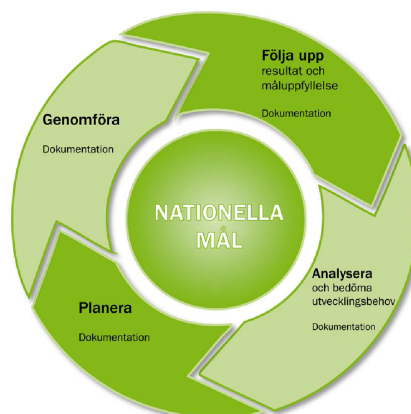 Följa upp
resultat och
måluppfyllelse
Dokumentation
Analysera
och bedöma
utvecklingsbehov
Dokumentation
Planera
Dokumentation
Genomföra
Dokumentation
NATIONELLA
MÅL